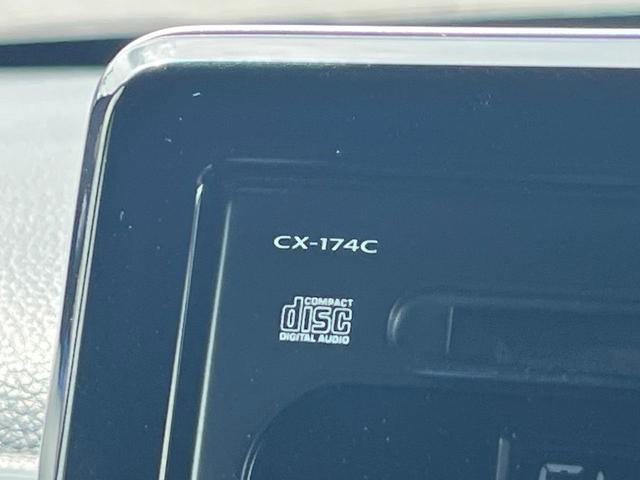 CX-174C
COMPACT
disc
DIGITAL AUDIO